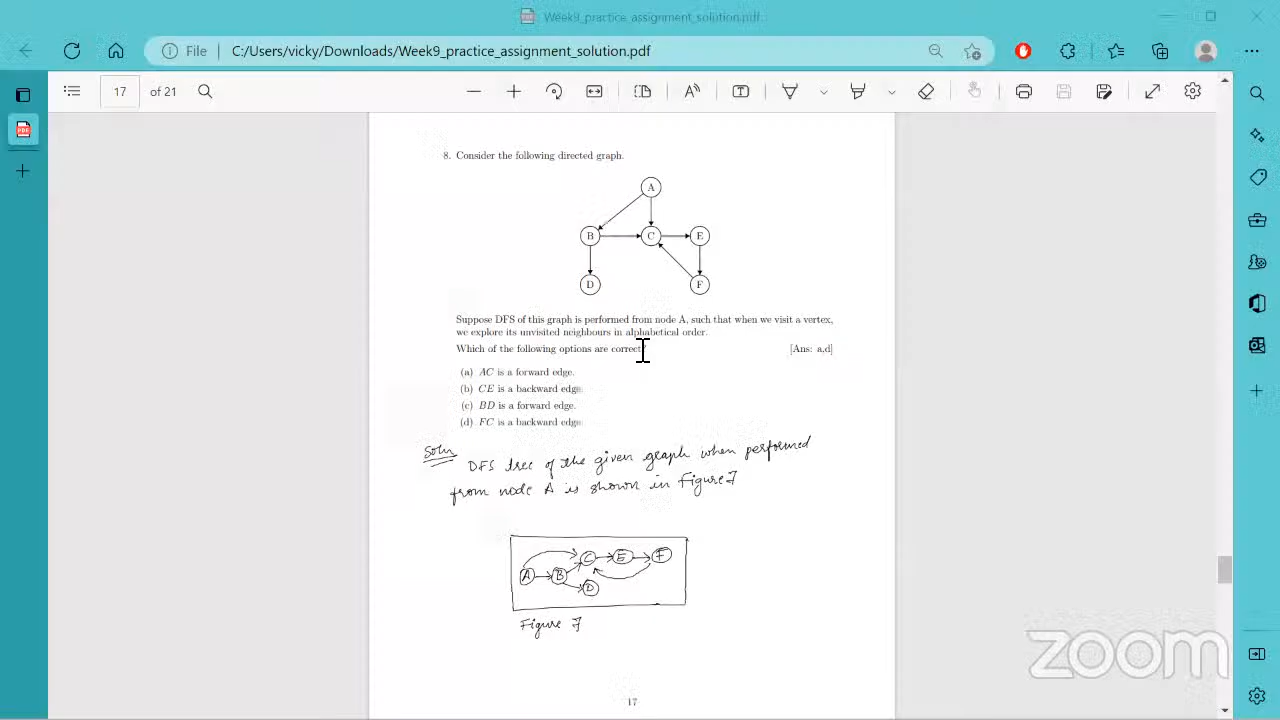 Week9_practice_assignment_solution.pdf
File C:/Users/vicky/Downloads/Week9_practice_assignment_solution.pdf
17 of 21
8. Consider the following directed graph.
A
B C E
D F
Suppose DFS of this graph is performed from node A, such that when we visit a vertex,
we explore its unvisited neighbours in alphabetical order.
Which of the following options are correct? [Ans: a,d]
(a) AC is a forward edge.
(b) CE is a backward edge.
(c) BD is a forward edge.
(d) FC is a backward edge.
Soln
DFS tree of the given graph when performed
from node A is shown in Figure 7
C E F
A B
D
Figure 7
17
zoom